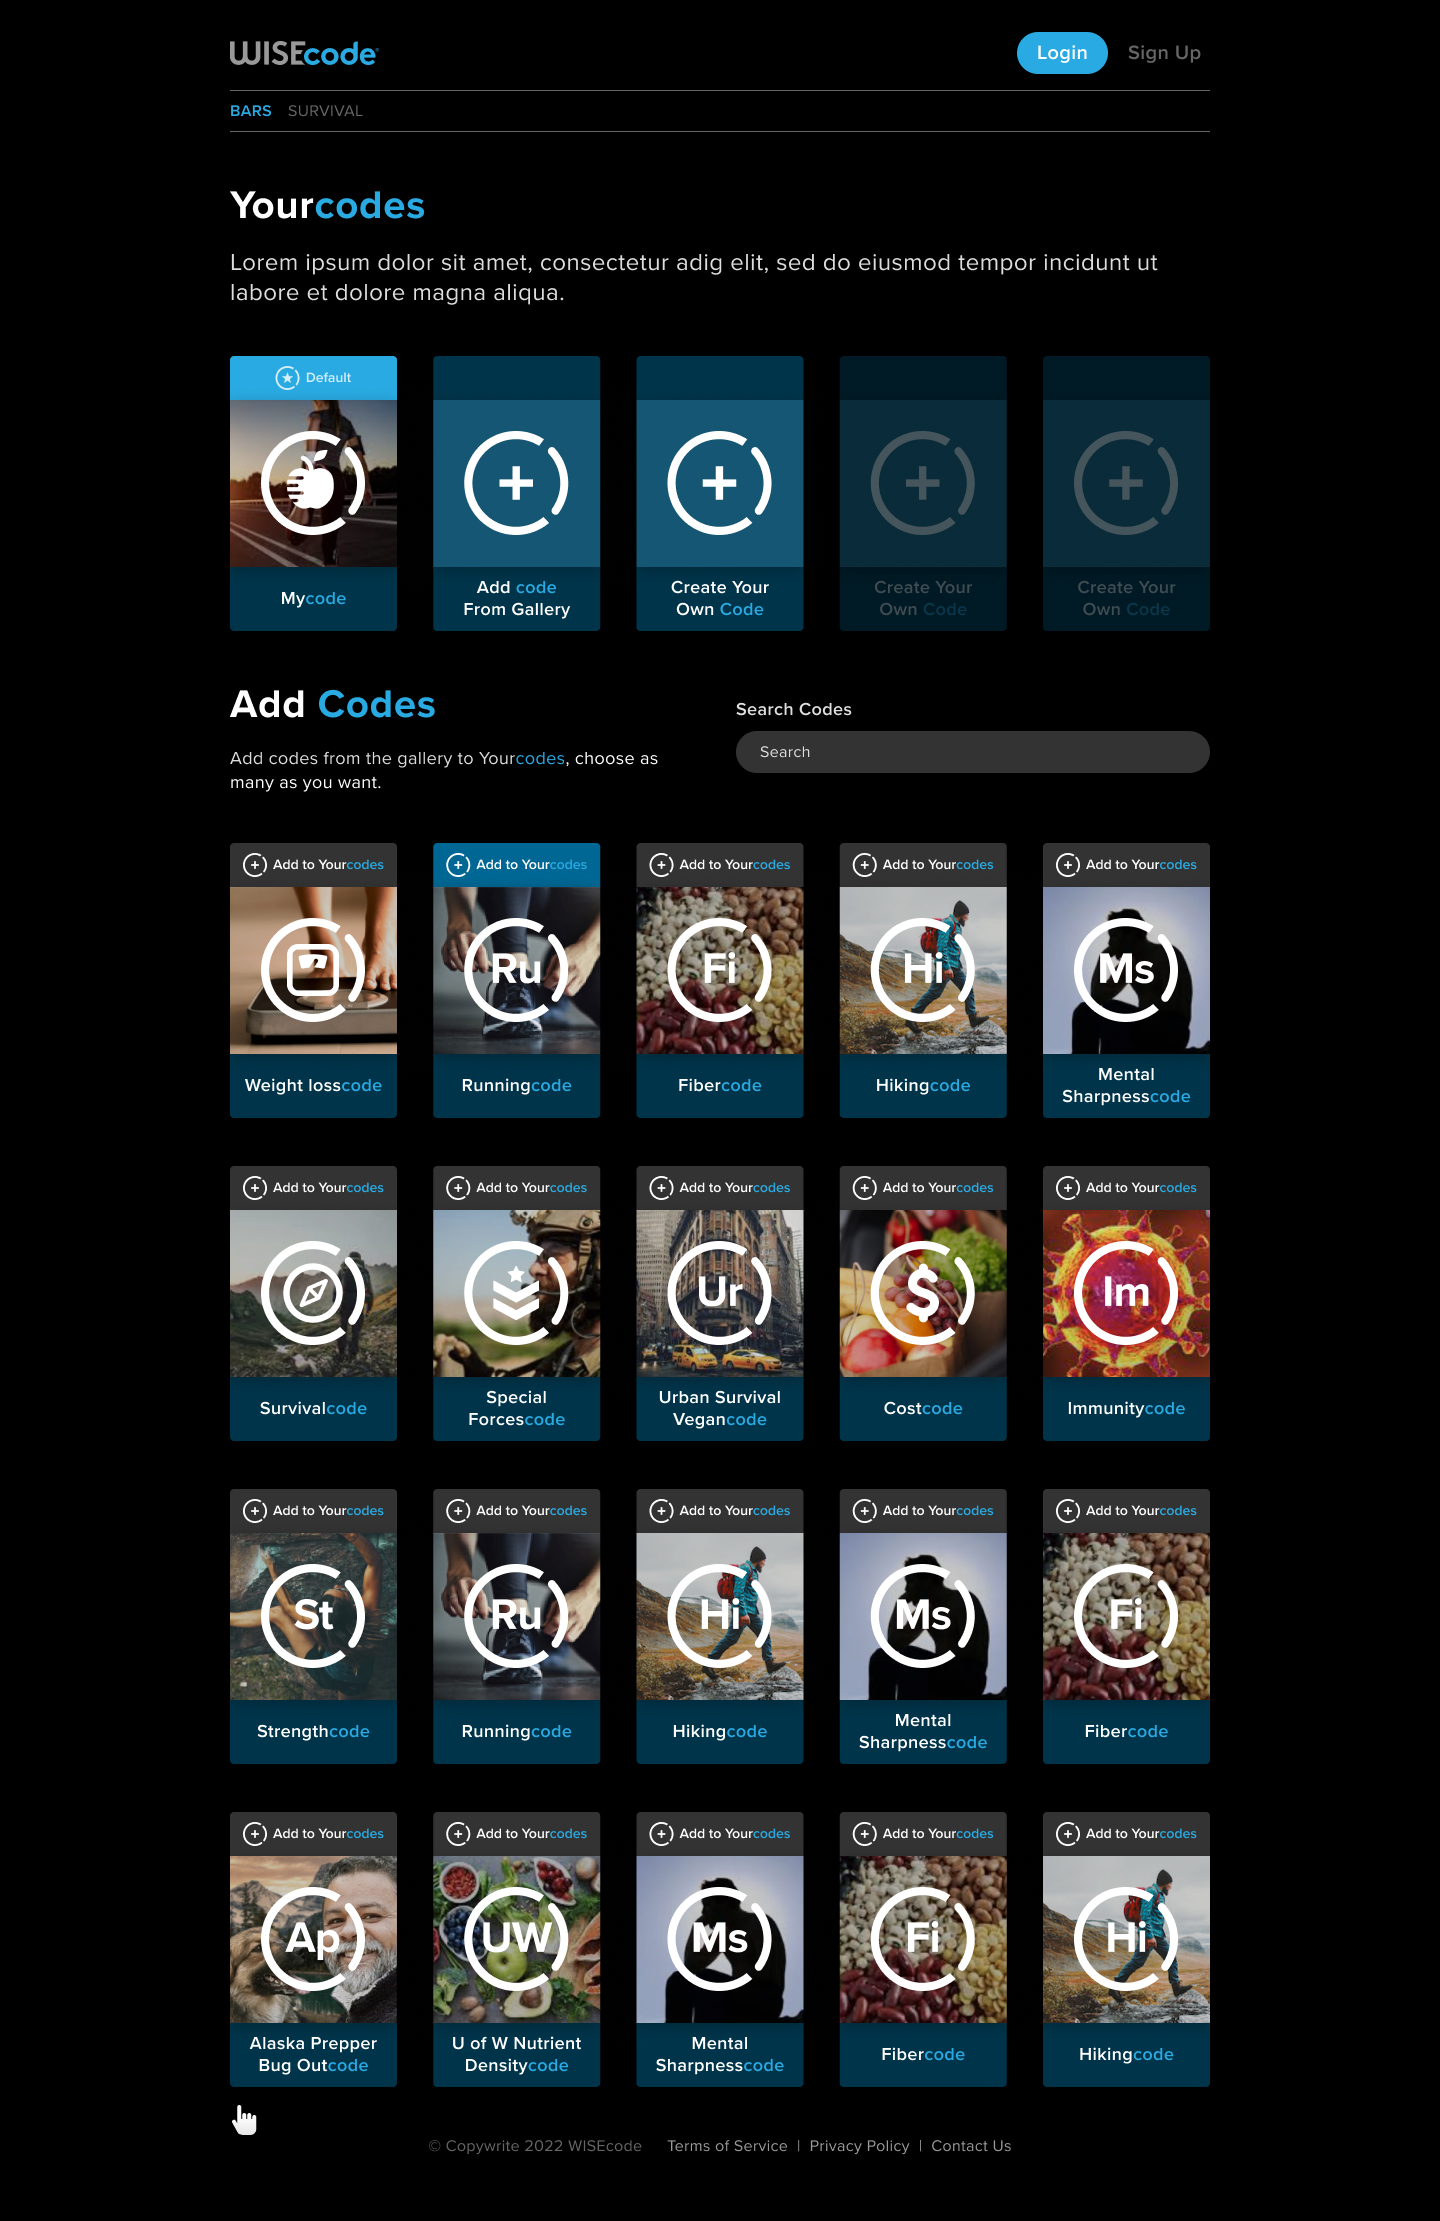 WISEcode
Login
Sign Up
BARS
SURVIVAL
Yourcodes
Lorem ipsum dolor sit amet, consectetur adig elit, sed do eiusmod tempor incidunt ut
labore et dolore magna aliqua.
Default
Mycode
Add code
From Gallery
Create Your
Own Code
Create Your
Own Code
Create Your
Own Code
Add Codes
Add codes from the gallery to Yourcodes, choose as
many as you want.
Search Codes
Search
Add to Yourcodes
Weight losscode
Add to Yourcodes
Ru
Runningcode
Add to Yourcodes
Fi
Fibercode
Add to Yourcodes
Hi
Hikingcode
Add to Yourcodes
Ms
Mental
Sharpnesscode
Add to Yourcodes
Survivalcode
Add to Yourcodes
Special
Forcescode
Add to Yourcodes
Ur
Urban Survival
Vegancode
Add to Yourcodes
$
Costcode
Add to Yourcodes
Im
Immunitycode
Add to Yourcodes
St
Strengthcode
Add to Yourcodes
Ru
Runningcode
Add to Yourcodes
Hi
Hikingcode
Add to Yourcodes
Ms
Mental
Sharpnesscode
Add to Yourcodes
Fi
Fibercode
Add to Yourcodes
Ap
Alaska Prepper
Bug Outcode
Add to Yourcodes
UW
U of W Nutrient
Densitycode
Add to Yourcodes
Ms
Mental
Sharpnesscode
Add to Yourcodes
Fi
Fibercode
Add to Yourcodes
Hi
Hikingcode
© Copywrite 2022 WISEcode Terms of Service | Privacy Policy | Contact Us